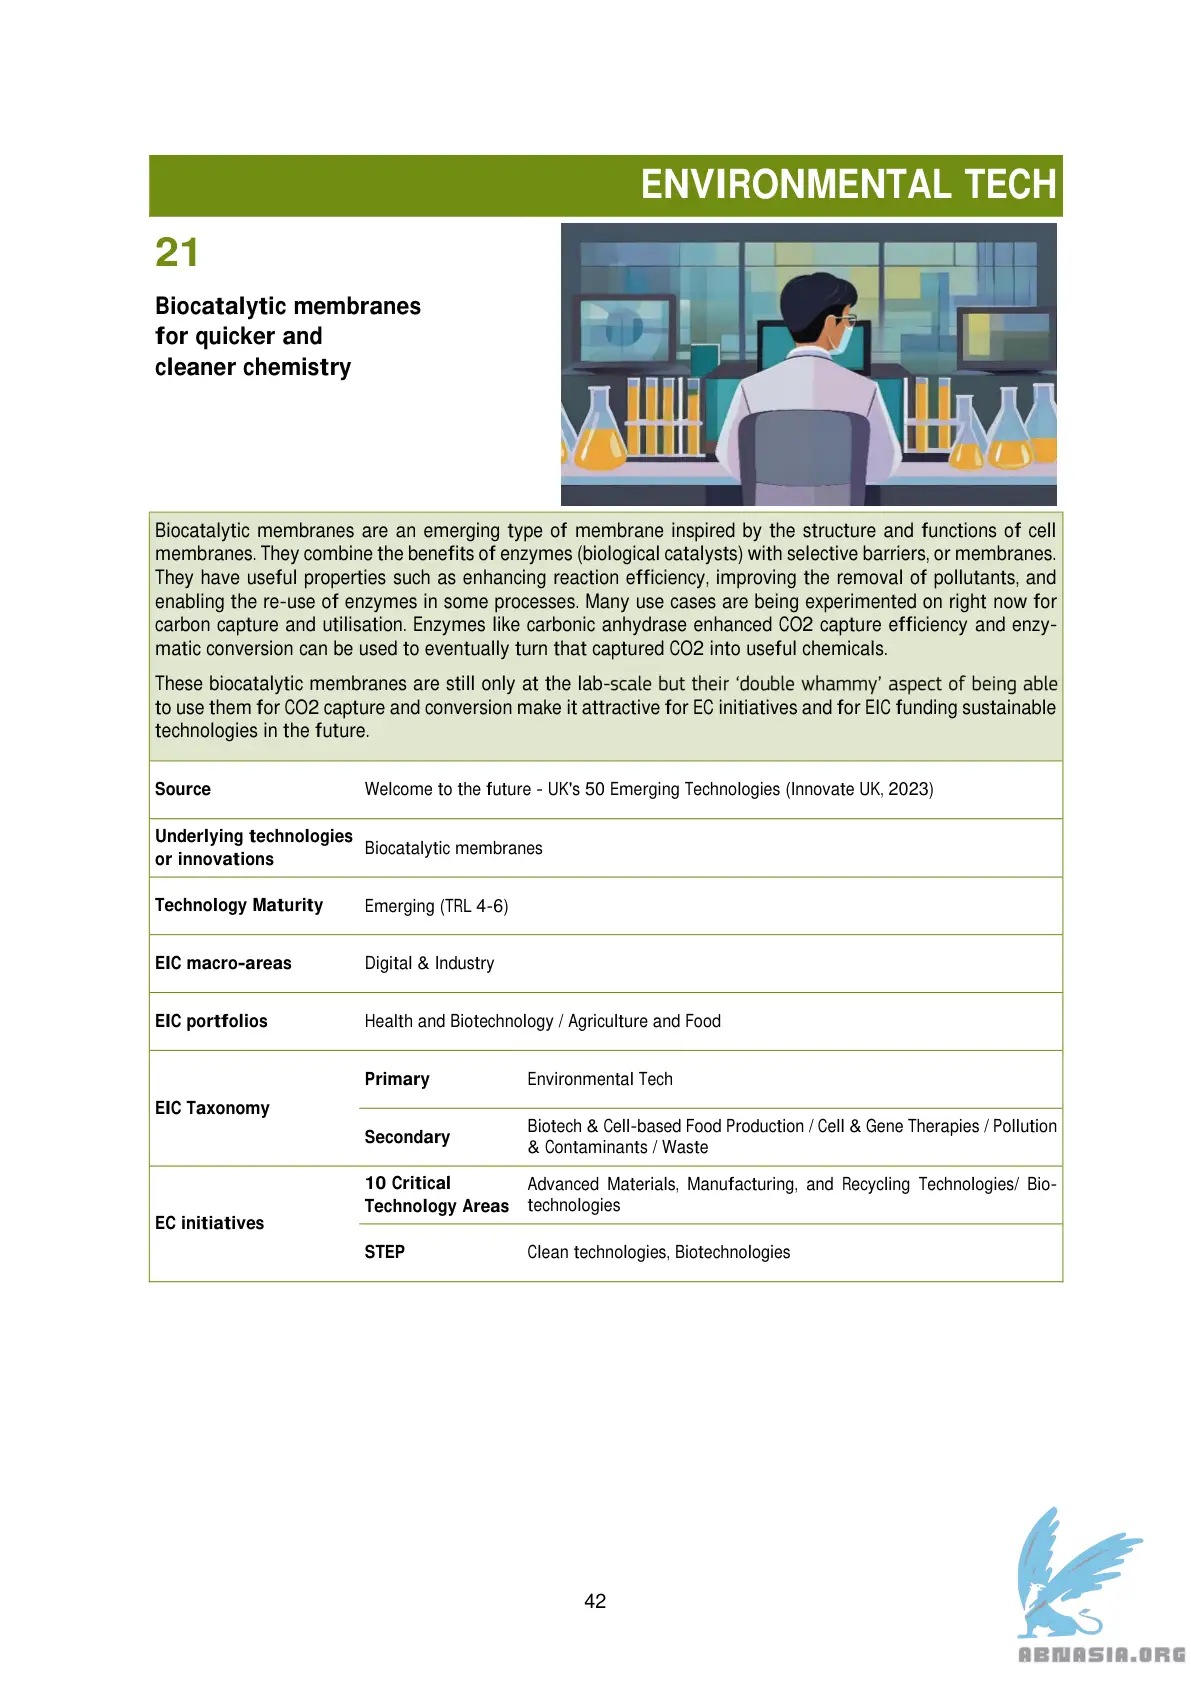 ENVIRONMENTAL TECH
21
Biocatalytic membranes
for quicker and
cleaner chemistry
Biocatalytic membranes are an emerging type of membrane inspired by the structure and functions of cell
membranes. They combine the benefits of enzymes (biological catalysts) with selective barriers, or membranes.
They have useful properties such as enhancing reaction efficiency, improving the removal of pollutants, and
enabling the re-use of enzymes in some processes. Many use cases are being experimented on right now for
carbon capture and utilisation. Enzymes like carbonic anhydrase enhanced CO2 capture efficiency and enzy-
matic conversion can be used to eventually turn that captured CO2 into useful chemicals.
These biocatalytic membranes are still only at the lab-scale but their ‘double whammy’ aspect of being able
to use them for CO2 capture and conversion make it attractive for EC initiatives and for EIC funding sustainable
technologies in the future.
Source
Welcome to the future - UK's 50 Emerging Technologies (Innovate UK, 2023)
Underlying technologies
or innovations
Biocatalytic membranes
Technology Maturity
Emerging (TRL 4-6)
EIC macro-areas
Digital & Industry
EIC portfolios
Health and Biotechnology / Agriculture and Food
EIC Taxonomy
Primary
Environmental Tech
Secondary
Biotech & Cell-based Food Production / Cell & Gene Therapies / Pollution
& Contaminants / Waste
EC initiatives
10 Critical
Technology Areas
Advanced Materials, Manufacturing, and Recycling Technologies/ Bio-
technologies
STEP
Clean technologies, Biotechnologies
42
ABNASIA.ORG